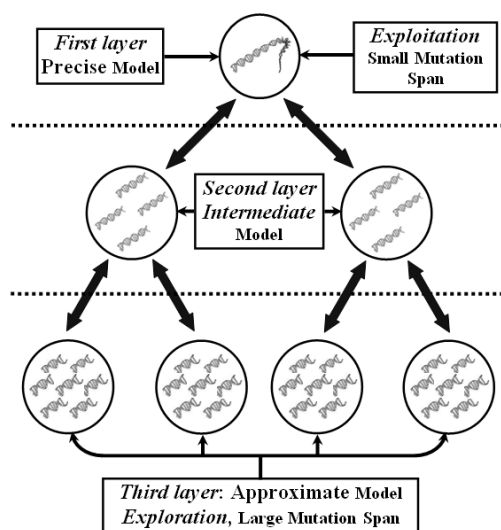 First layer
Precise Model
Exploitation
Small Mutation
Span
Second layer
Intermediate
Model
Third layer: Approximate Model
Exploration, Large Mutation Span